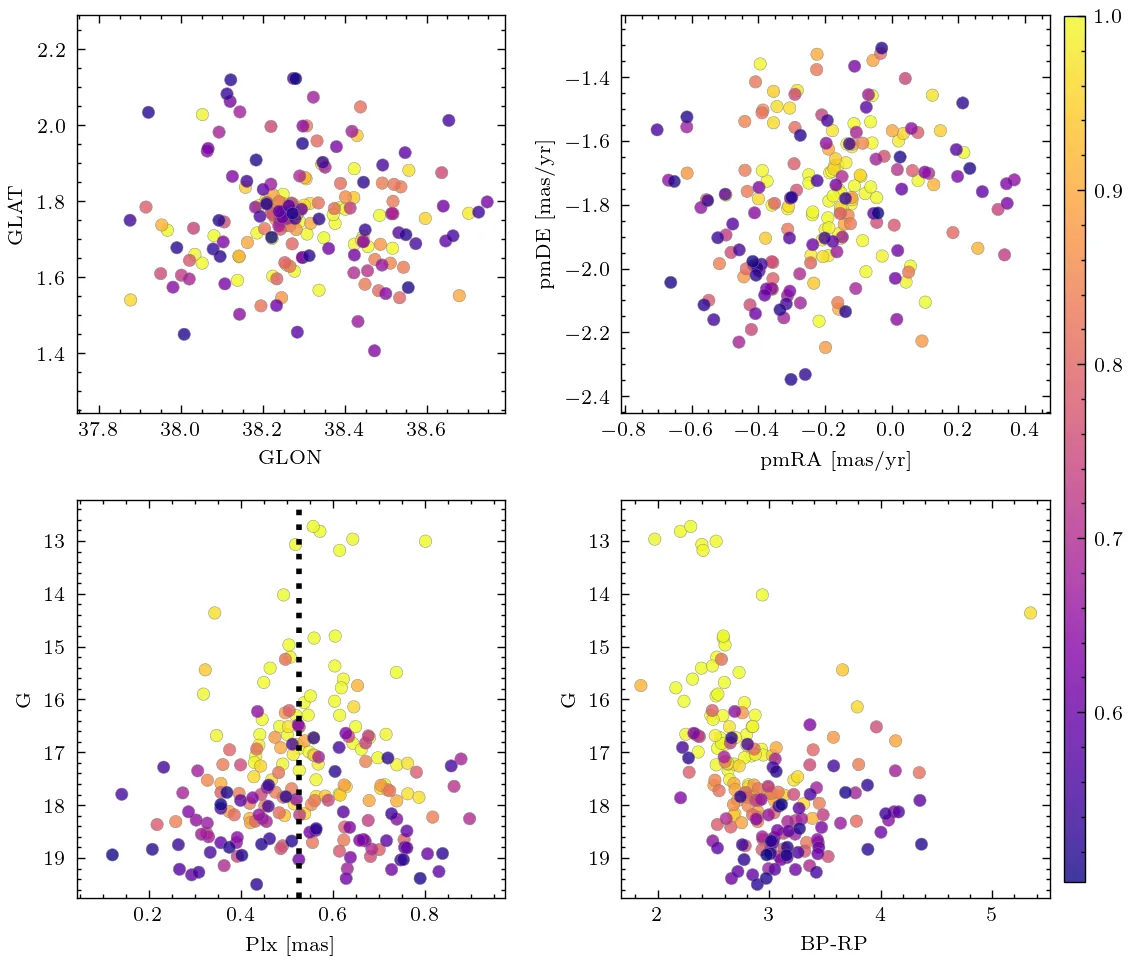 2.2
2.0
1.8
1.6
1.4
GLAT
37.8 38.0 38.2 38.4 38.6
GLON
−1.4
−1.6
−1.8
−2.0
−2.2
−2.4
pmDE [mas/yr]
−0.8 −0.6 −0.4 −0.2 0.0 0.2 0.4
pmRA [mas/yr]
1.0
0.9
0.8
0.7
0.6
13
14
15
16
17
18
19
G
0.2 0.4 0.6 0.8
Plx [mas]
13
14
15
16
17
18
19
G
2 3 4 5
BP-RP